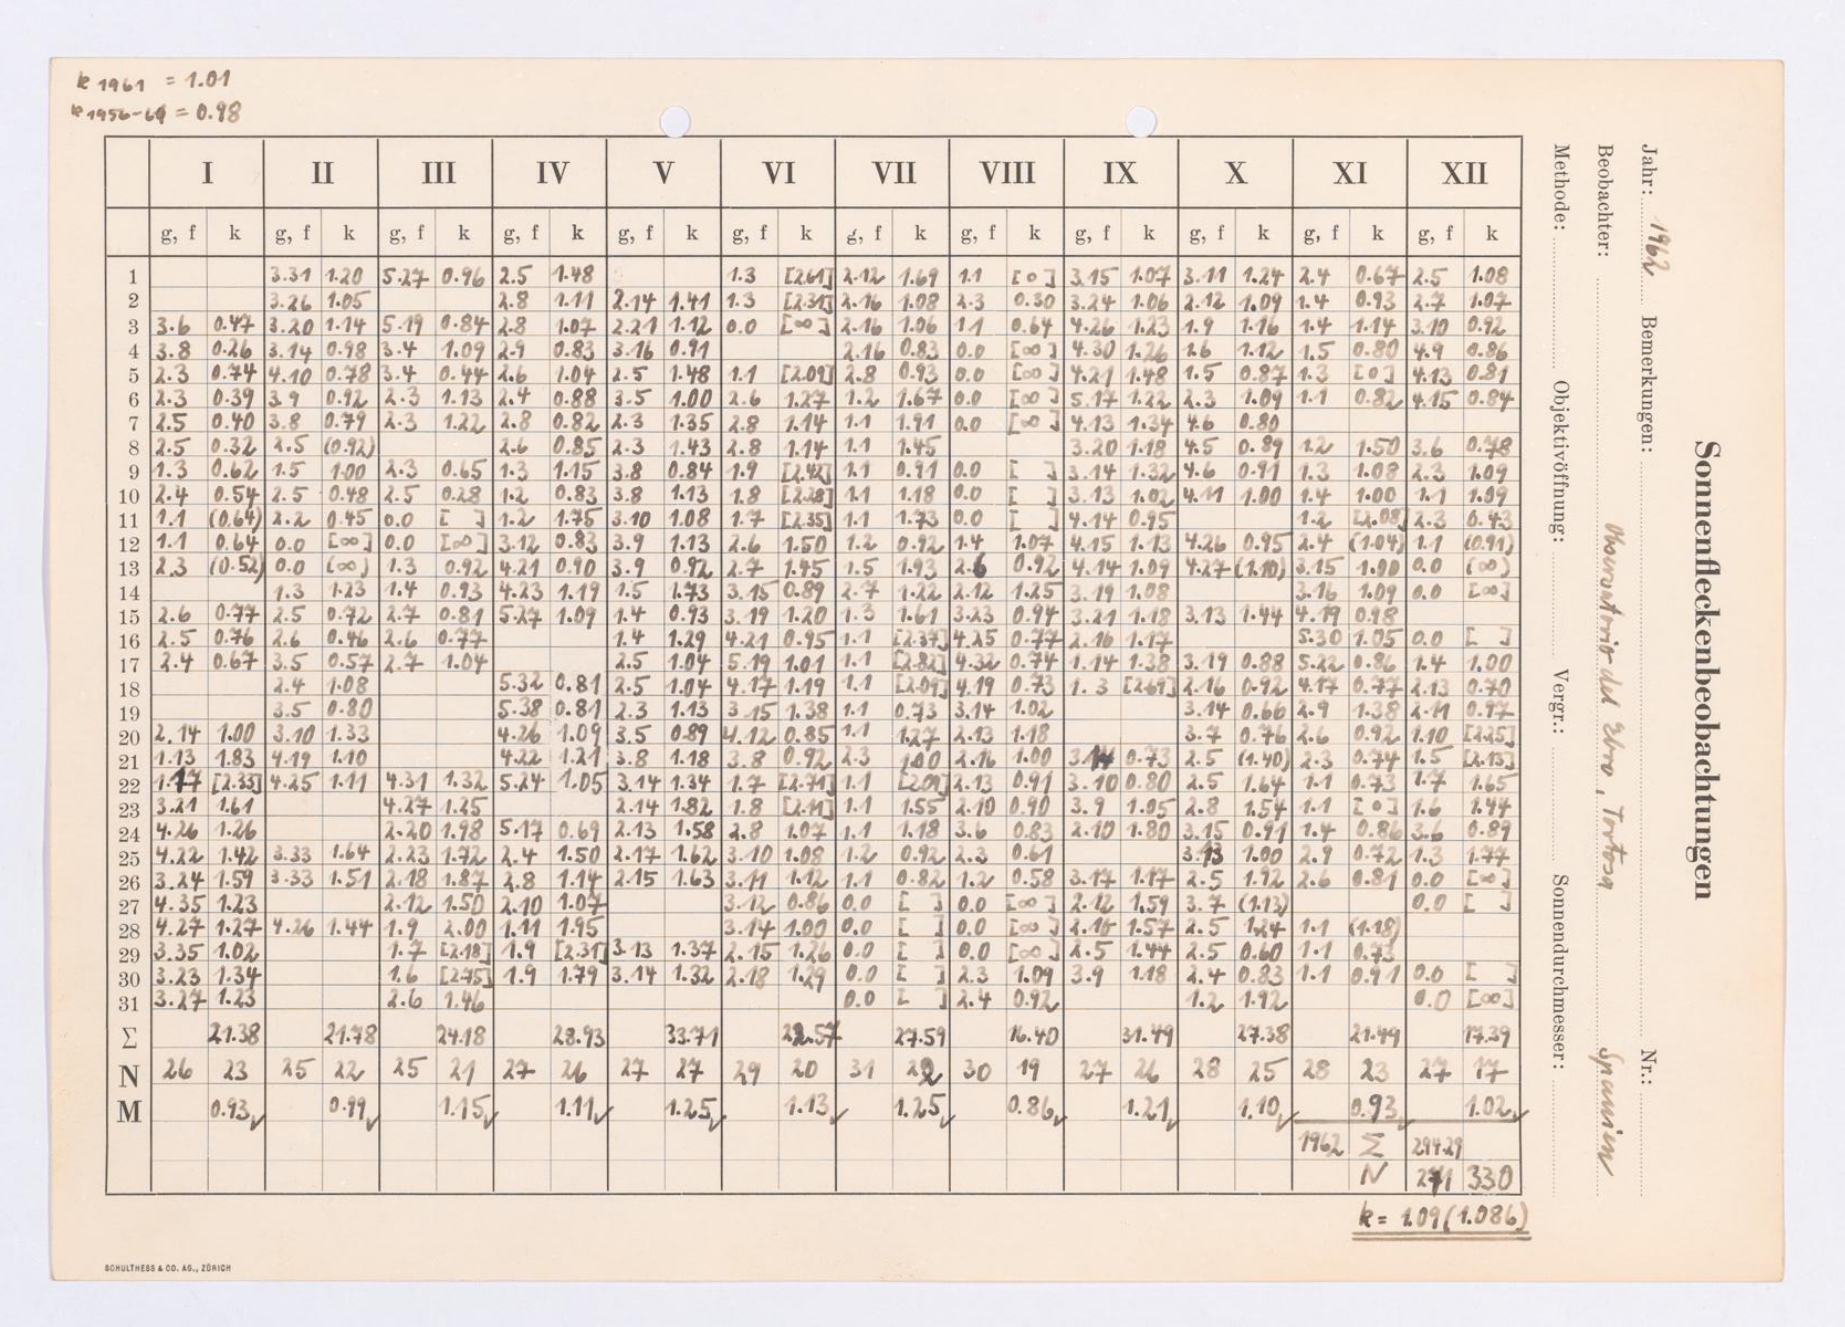 k 1961 = 1.01
k 1956-61 = 0.98
Sonnenfleckenbeobachtungen
Jahr: 1962 Bemerkungen: Nr.:
Beobachter: Observatorio del Ebro, Tortosa Spanien
Methode: Objektivöffnung: Vergr.: Sonnendurchmesser:
I II III IV V VI VII VIII IX X XI XII
g, f k g, f k g, f k g, f k g, f k g, f k g, f k g, f k g, f k g, f k g, f k g, f k
1 3.31 1.20 5.27 0.96 2.5 1.48 1.3 [2.61] 2.12 1.69 1.1 [0] 3.15 1.07 3.11 1.24 2.4 0.67 2.5 1.08
2 3.26 1.05 2.8 1.11 2.14 1.41 1.3 [2.31] 2.16 1.08 2.3 0.30 3.24 1.06 2.12 1.09 1.4 0.93 2.7 1.07
3 3.6 0.47 3.20 1.14 5.19 0.84 2.8 1.07 2.21 1.12 0.0 [∞] 2.16 1.06 1.1 0.64 4.26 1.23 1.9 1.16 1.4 1.14 3.10 0.92
4 3.8 0.26 3.14 0.98 3.4 1.09 2.9 0.83 3.16 0.91 2.16 0.83 0.0 [∞] 4.30 1.26 1.6 1.12 1.5 0.80 4.9 0.86
5 2.3 0.74 4.10 0.78 3.4 0.44 2.6 1.04 2.5 1.48 1.1 [2.09] 2.8 0.93 0.0 [∞] 4.21 1.48 1.5 0.87 1.3 [0] 4.13 0.81
6 2.3 0.39 3.9 0.92 2.3 1.13 2.4 0.88 3.5 1.00 2.6 1.27 1.2 1.67 0.0 [∞] 5.17 1.22 2.3 1.09 1.1 0.82 4.15 0.84
7 2.5 0.40 3.8 0.79 2.3 1.22 2.8 0.82 2.3 1.35 2.8 1.14 1.1 1.91 0.0 [∞] 4.13 1.34 4.6 0.80
8 2.5 0.32 2.5 (0.92) 2.6 0.85 2.3 1.43 2.8 1.14 1.1 1.45 3.20 1.18 4.5 0.89 1.2 1.50 3.6 0.78
9 1.3 0.62 1.5 1.00 2.3 0.65 1.3 1.15 3.8 0.84 1.9 [2.42] 1.1 0.91 0.0 [ ] 3.14 1.32 4.6 0.91 1.3 1.08 2.3 1.09
10 2.4 0.54 2.5 0.48 2.5 0.28 1.2 0.83 3.8 1.13 1.8 [2.28] 1.1 1.18 0.0 [ ] 3.13 1.02 4.11 1.00 1.4 1.00 1.1 1.09
11 1.1 (0.64) 2.2 0.45 0.0 [ ] 1.2 1.75 3.10 1.08 1.7 [2.35] 1.1 1.73 0.0 [ ] 4.14 0.95 1.2 [2.08] 2.3 0.43
12 1.1 0.64 0.0 [∞] 0.0 [∞] 3.12 0.83 3.9 1.13 2.6 1.50 1.2 0.92 1.4 1.07 4.15 1.13 4.26 0.95 2.4 (1.04) 1.1 (0.91)
13 2.3 (0.52) 0.0 (∞) 1.3 0.92 4.21 0.90 3.9 0.92 2.7 1.45 1.5 1.93 2.6 0.92 4.14 1.09 4.27 (1.10) 3.15 1.00 0.0 (∞)
14 1.3 1.23 1.4 0.93 4.23 1.19 1.5 1.73 3.15 0.89 2.7 1.22 2.12 1.25 3.19 1.08 3.16 1.09 0.0 [∞]
15 2.6 0.77 2.5 0.72 2.7 0.81 5.27 1.09 1.4 0.93 3.19 1.20 1.3 1.61 3.23 0.94 3.21 1.18 3.13 1.44 4.19 0.98
16 2.5 0.76 2.6 0.46 2.6 0.77 1.4 1.29 4.21 0.95 1.1 [2.37] 4.25 0.77 2.16 1.17 5.30 1.05 0.0 [ ]
17 2.4 0.67 3.5 0.57 2.7 1.04 2.5 1.04 5.19 1.01 1.1 [2.82] 4.32 0.74 1.14 1.38 3.19 0.88 5.22 0.86 1.4 1.00
18 2.4 1.08 5.32 0.81 2.5 1.04 4.17 1.19 1.1 [2.09] 4.19 0.73 1.3 [2.69] 2.16 0.92 4.17 0.77 2.13 0.70
19 3.5 0.80 5.38 0.81 2.3 1.13 3.15 1.38 1.1 0.73 3.14 1.02 3.14 0.66 2.9 1.38 2.11 0.97
20 2.14 1.00 3.10 1.33 4.26 1.09 3.5 0.89 4.12 0.85 1.1 1.27 2.13 1.18 3.7 0.76 2.6 0.92 1.10 [2.25]
21 1.13 1.83 4.19 1.10 4.22 1.21 3.8 1.18 3.8 0.92 2.3 1.00 2.16 1.00 3.14 0.73 2.5 (1.40) 2.3 0.74 1.5 [2.13]
22 1.17 [2.33] 4.25 1.11 4.31 1.32 5.24 1.05 3.14 1.34 1.7 [2.71] 1.1 [2.09] 2.13 0.91 3.10 0.80 2.5 1.64 1.1 0.73 1.7 1.65
23 3.21 1.61 4.27 1.25 2.14 1.82 1.8 [2.11] 1.1 1.55 2.10 0.90 3.9 1.05 2.8 1.54 1.1 [0] 1.6 1.44
24 4.26 1.26 2.20 1.98 5.17 0.69 2.13 1.58 2.8 1.07 1.1 1.18 3.6 0.83 2.10 1.80 3.15 0.91 1.4 0.86 3.6 0.89
25 4.22 1.42 3.33 1.64 2.23 1.72 2.4 1.50 2.17 1.62 3.10 1.08 1.2 0.92 2.3 0.61 3.13 1.00 2.9 0.72 1.3 1.77
26 3.24 1.59 3.33 1.51 2.18 1.87 2.8 1.14 2.15 1.63 3.11 1.12 1.1 0.82 1.2 0.58 3.17 1.17 2.5 1.92 2.6 0.81 0.0 [∞]
27 4.35 1.23 2.12 1.50 2.10 1.07 3.12 0.86 0.0 [ ] 0.0 [∞] 2.12 1.59 3.7 (1.13) 0.0 [ ]
28 4.27 1.27 4.26 1.44 1.9 2.00 1.11 1.95 3.14 1.00 0.0 [ ] 0.0 [∞] 2.16 1.57 2.5 1.24 1.1 (1.18)
29 3.35 1.02 1.7 [2.18] 1.9 [2.31] 3.13 1.37 2.15 1.26 0.0 [ ] 0.0 [∞] 2.5 1.44 2.5 0.60 1.1 0.73
30 3.23 1.34 1.6 [2.75] 1.9 1.79 3.14 1.32 2.18 1.29 0.0 [ ] 2.3 1.09 3.9 1.18 2.4 0.83 1.1 0.91 0.0 [ ]
31 3.27 1.23 2.6 1.46 0.0 [ ] 2.4 0.92 1.2 1.92 0.0 [∞]
Σ 21.38 21.78 24.18 28.93 33.71 22.57 27.59 16.40 31.49 27.38 21.49 17.39
N 26 23 25 22 25 21 27 26 27 27 29 20 31 22 30 19 27 26 28 25 28 23 27 17
M 0.93 0.99 1.15 1.11 1.25 1.13 1.25 0.86 1.21 1.10 0.93 1.02
1962 Σ 294.29
N 271 330
k = 1.09 (1.086)
SCHULTHESS & CO. AG., ZÜRICH